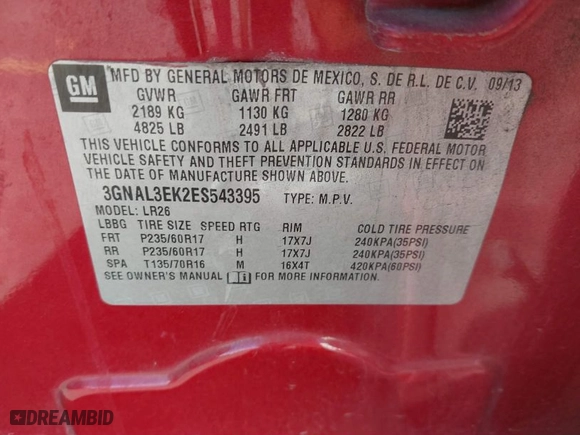 GM
MFD BY GENERAL MOTORS DE MEXICO, S. DE R.L. DE C.V. 09/13
GVWR GAWR FRT GAWR RR
2189 KG 1130 KG 1280 KG
4825 LB 2491 LB 2822 LB
THIS VEHICLE CONFORMS TO ALL APPLICABLE U.S. FEDERAL MOTOR
VEHICLE SAFETY AND THEFT PREVENTION STANDARDS IN EFFECT ON
THE DATE OF MANUFACTURE SHOWN ABOVE.
3GNAL3EK2ES543395 TYPE: M.P.V.
MODEL: LR26
LBBG TIRE SIZE SPEED RTG RIM COLD TIRE PRESSURE
FRT P235/60R17 H 17X7J 240KPA(35PSI)
RR P235/60R17 H 17X7J 240KPA(35PSI)
SPA T135/70R16 M 16X4T 420KPA(60PSI)
SEE OWNER'S MANUAL FOR MORE INFORMATION.
DREAMBID